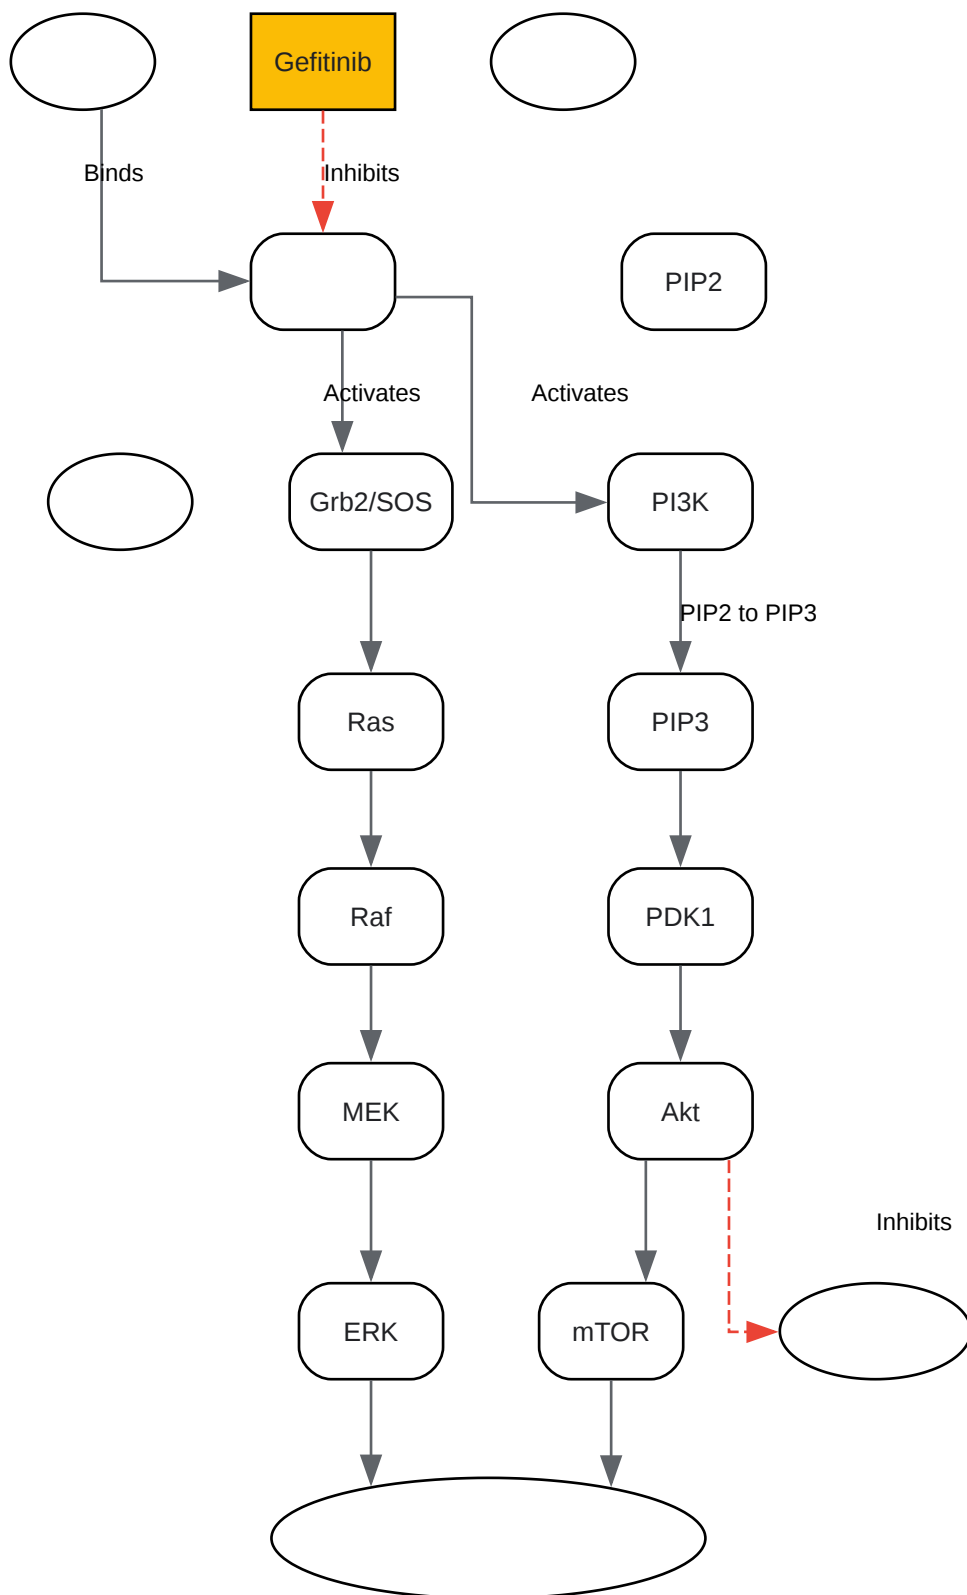 Gefitinib
Binds
Inhibits
PIP2
Activates
Activates
Grb2/SOS
PI3K
PIP2 to PIP3
Ras
PIP3
Raf
PDK1
MEK
Akt
Inhibits
ERK
mTOR